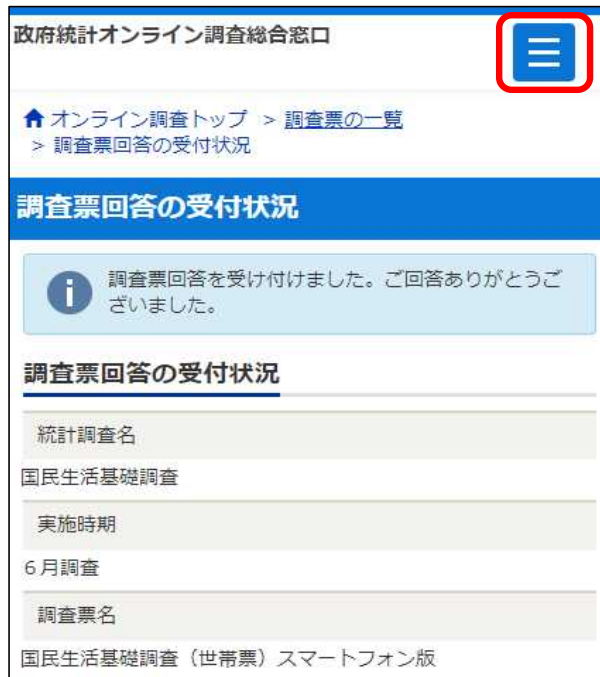 政府統計オンライン調査総合窓口
オンライン調査トップ > 調査票の一覧
> 調査票回答の受付状況
調査票回答の受付状況
調査票回答を受け付けました。ご回答ありがとうご
ざいました。
調査票回答の受付状況
統計調査名
国民生活基礎調査
実施時期
6月調査
調査票名
国民生活基礎調査（世帯票）スマートフォン版